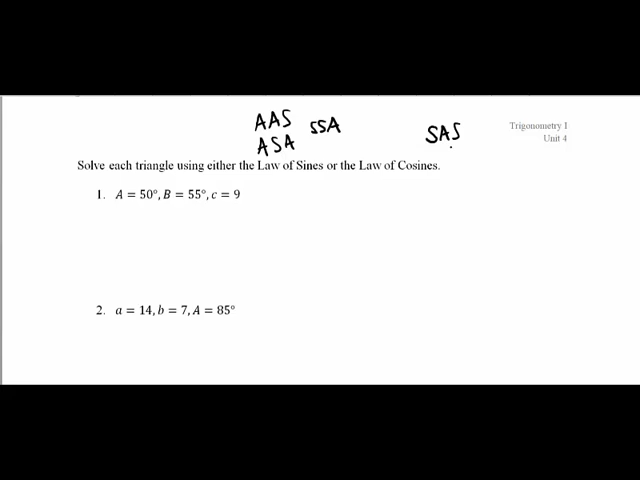 AAS SSA SAS Trigonometry I
ASA Unit 4
Solve each triangle using either the Law of Sines or the Law of Cosines.
1. A = 50°, B = 55°, c = 9
2. a = 14, b = 7, A = 85°